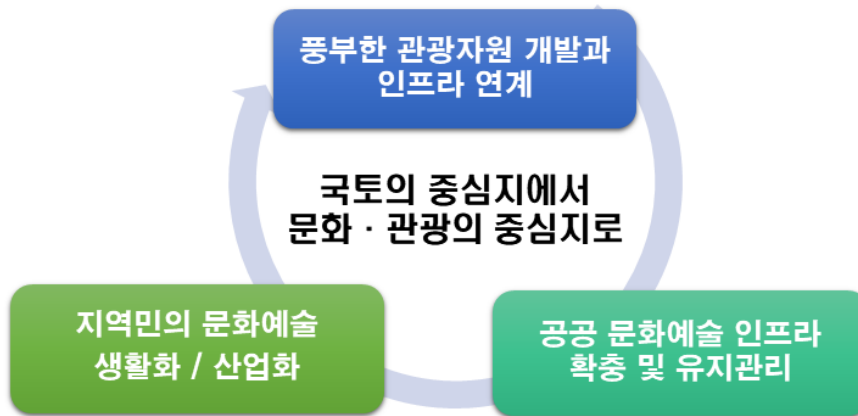 풍부한 관광자원 개발과
인프라 연계
국토의 중심지에서
문화 · 관광의 중심지로
지역민의 문화예술
생활화 / 산업화
공공 문화예술 인프라
확충 및 유지관리